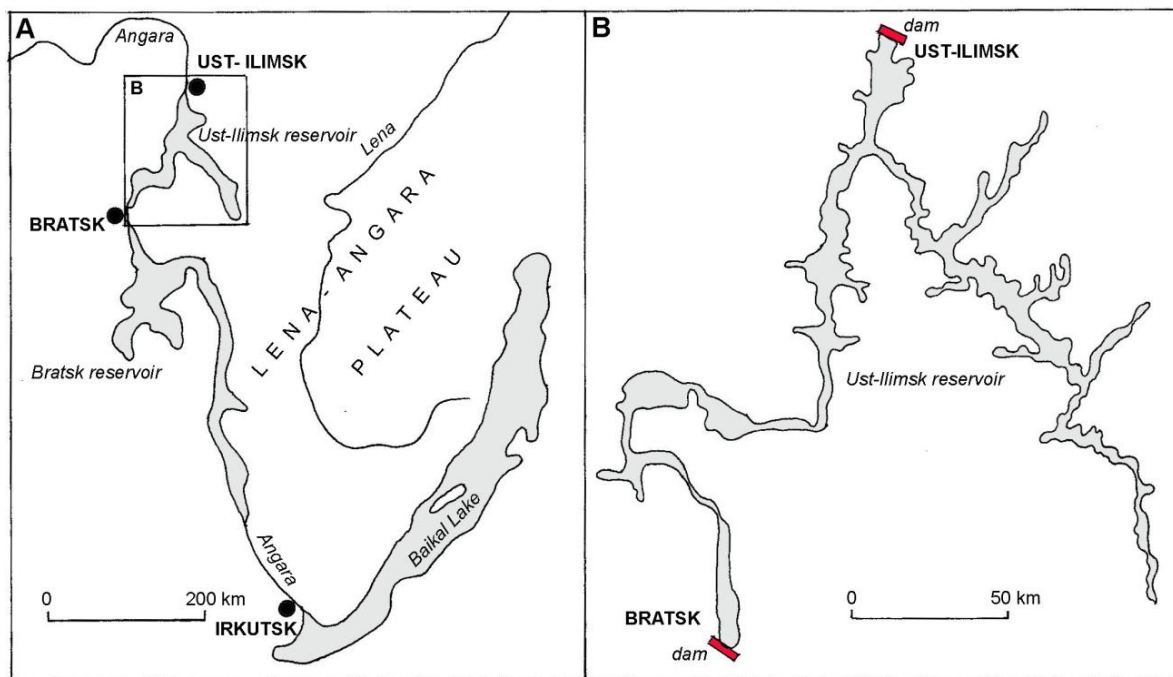 A
Angara
UST- ILIMSK
B
Ust-Ilimsk reservoir
Lena
BRATSK
LENA - ANGARA
PLATEAU
Bratsk reservoir
Baikal Lake
Angara
0 200 km
IRKUTSK
B
dam
UST-ILIMSK
Ust-Ilimsk reservoir
0 50 km
BRATSK
dam